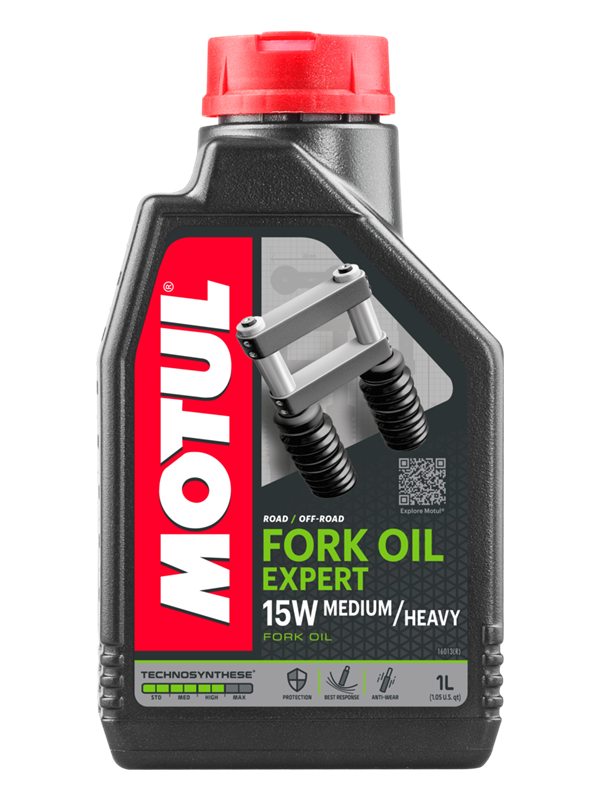 MOTUL®
Explore Motul®
ROAD / OFF-ROAD
FORK OIL
EXPERT
15W MEDIUM/HEAVY
FORK OIL
16013(K)
TECHNOSYNTHESE®
STD MED HIGH MAX
PROTECTION BEST RESPONSE ANTI-WEAR
1L
(1.05 U.S. qt)